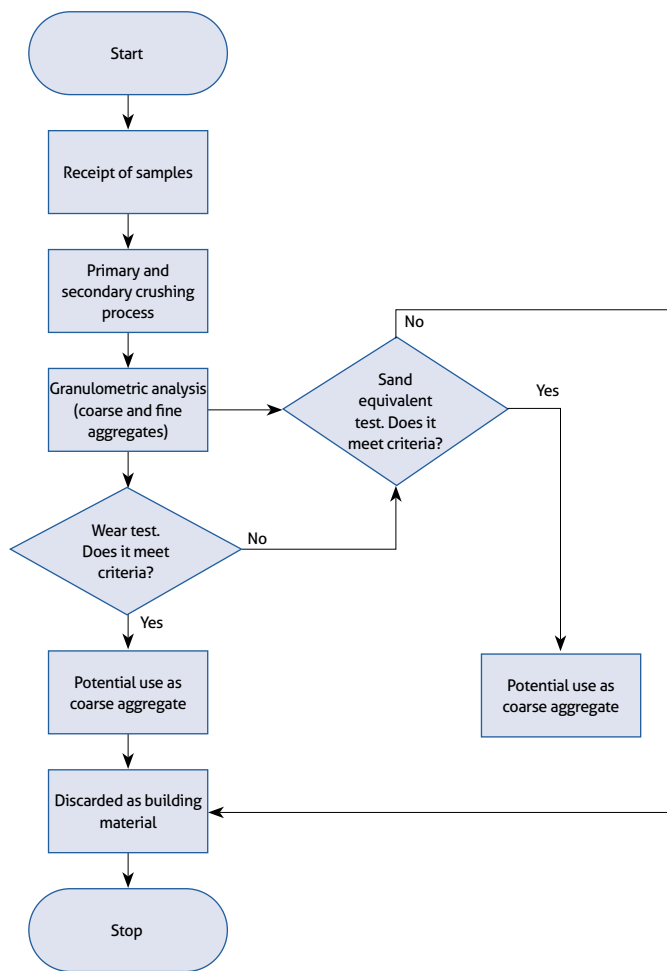 Start
Receipt of samples
Primary and
secondary crushing
process
Granulometric analysis
(coarse and fine
aggregates)
Sand
equivalent
test. Does it
meet criteria?
No
Yes
Wear test.
Does it meet
criteria?
No
Yes
Potential use as
coarse aggregate
Potential use as
coarse aggregate
Discarded as building
material
Stop